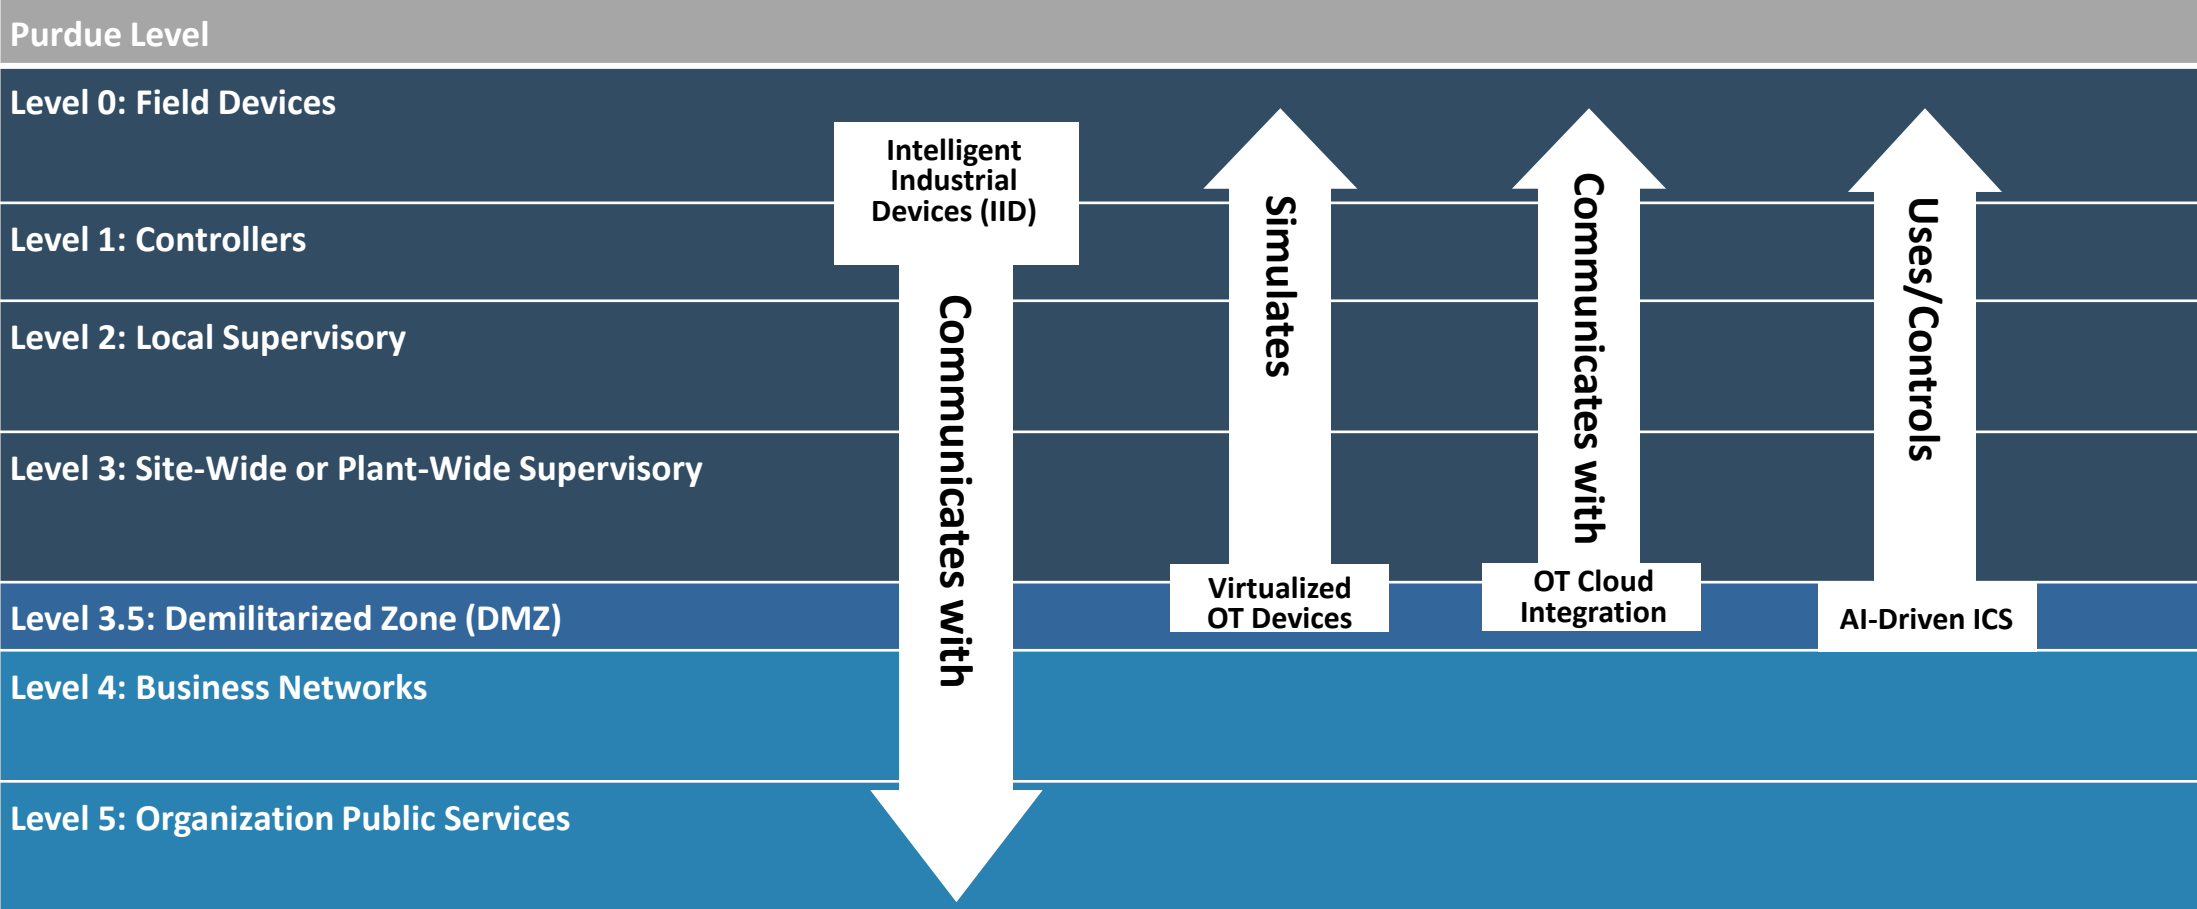 Purdue Level
Level 0: Field Devices
Level 1: Controllers
Level 2: Local Supervisory
Level 3: Site-Wide or Plant-Wide Supervisory
Level 3.5: Demilitarized Zone (DMZ)
Level 4: Business Networks
Level 5: Organization Public Services
Intelligent
Industrial
Devices (IID)
Communicates with
Simulates
Virtualized
OT Devices
Communicates with
OT Cloud
Integration
Uses/Controls
AI-Driven ICS